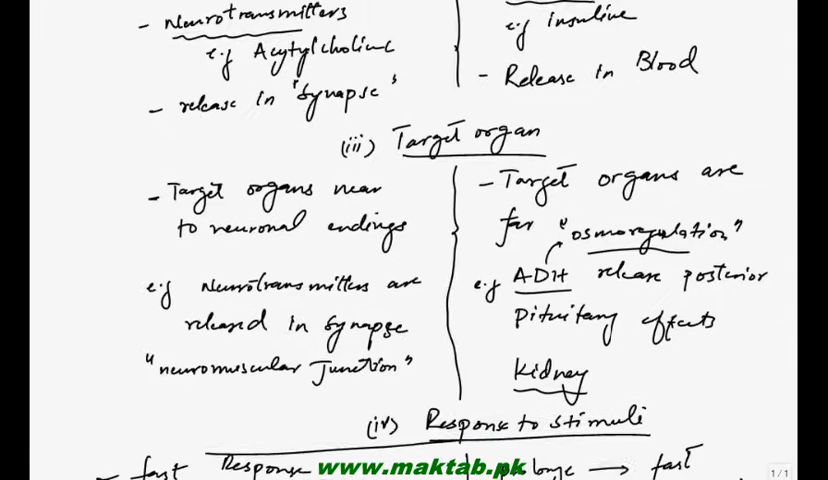 - Neurotransmitters
e.g Acytylcholine
- release in "Synapse"
e.g insuline
- Release in Blood
(iii) Target organ
- Target organs near
to neuronal endings
e.g Neurotransmitters are
released in synapse
"neuromuscular Junction"
- Target organs are
far "osmoregulation"
e.g ADH release posterior
pituitary effects
Kidney
(iv) Response to stimuli
- fast Response
→ fast
www.maktab.pk
1/1